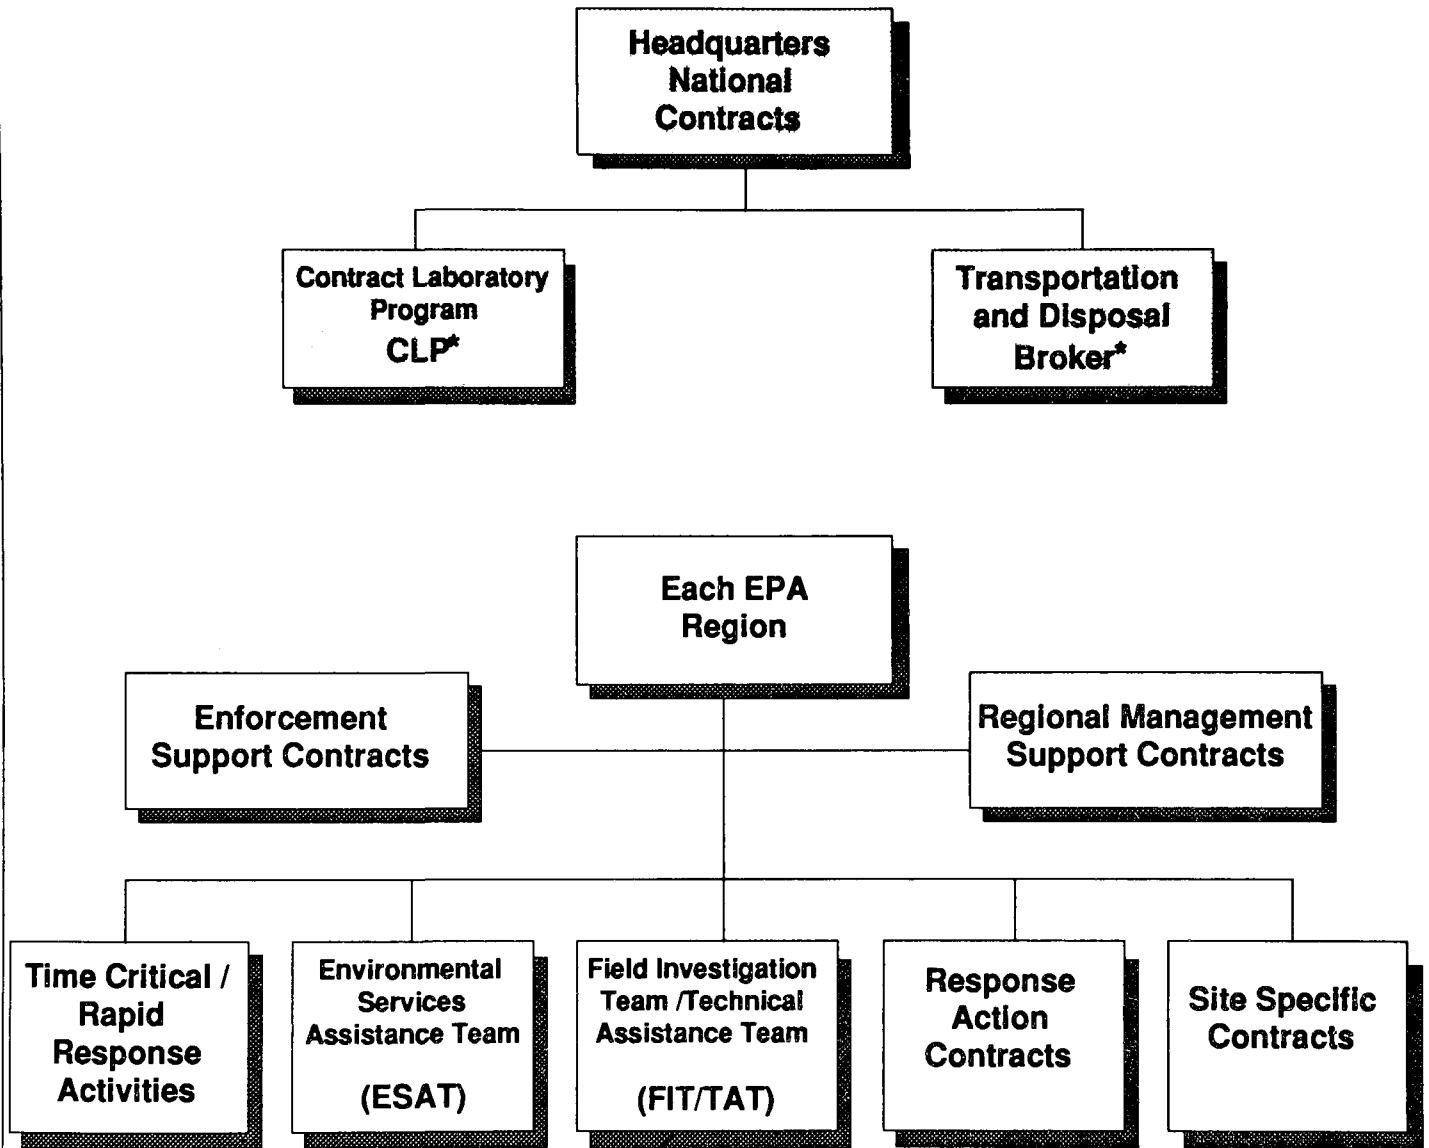 Headquarters
National
Contracts
Contract Laboratory
Program
CLP*
Transportation
and Disposal
Broker*
Each EPA
Region
Enforcement
Support Contracts
Regional Management
Support Contracts
Time Critical /
Rapid
Response
Activities
Environmental
Services
Assistance Team
(ESAT)
Field Investigation
Team /Technical
Assistance Team
(FIT/TAT)
Response
Action
Contracts
Site Specific
Contracts